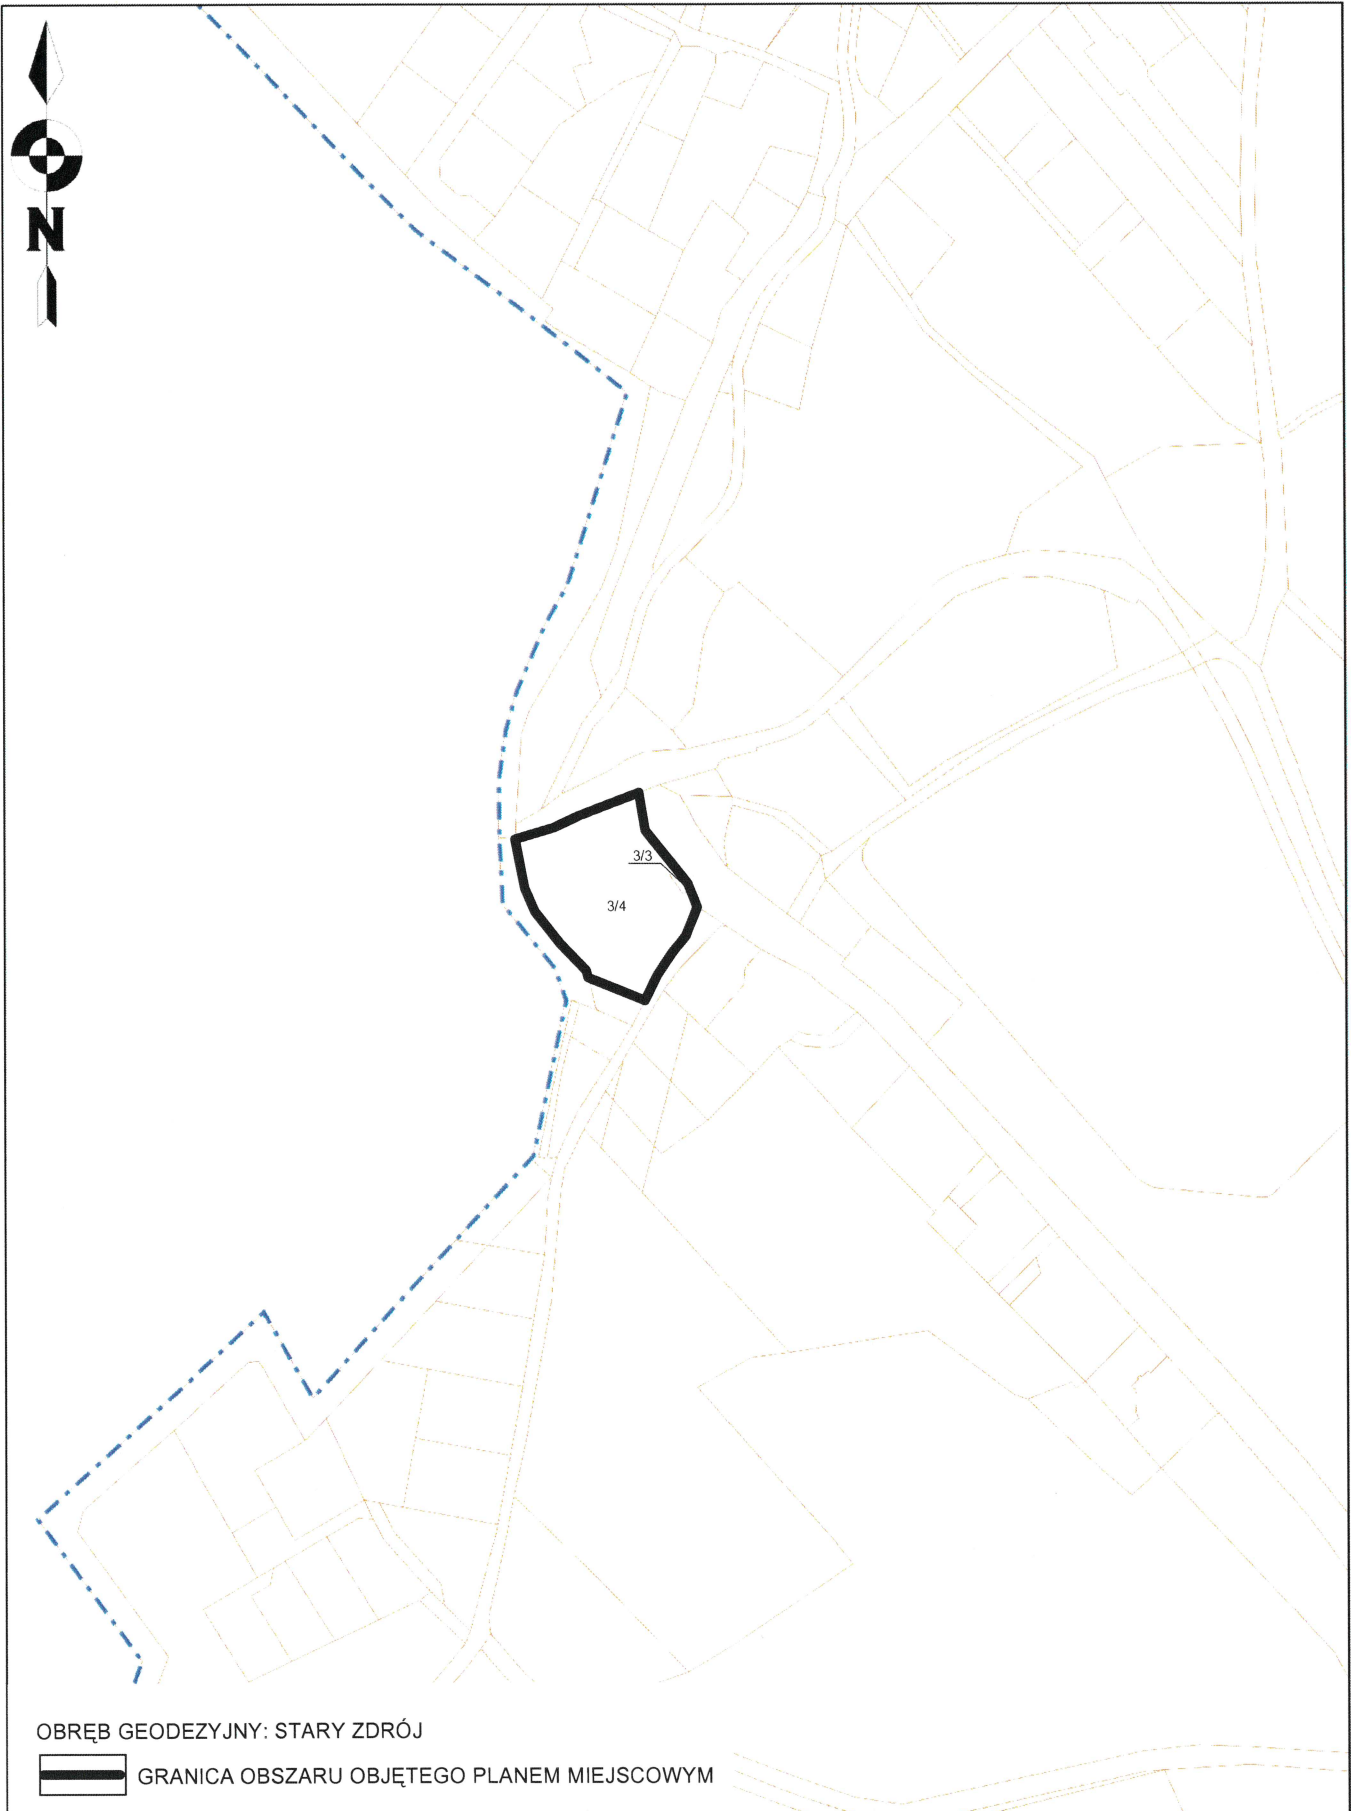 N
3/3
3/4
OBRĘB GEODEZYJNY: STARY ZDRÓJ
GRANICA OBSZARU OBJĘTEGO PLANEM MIEJSCOWYM